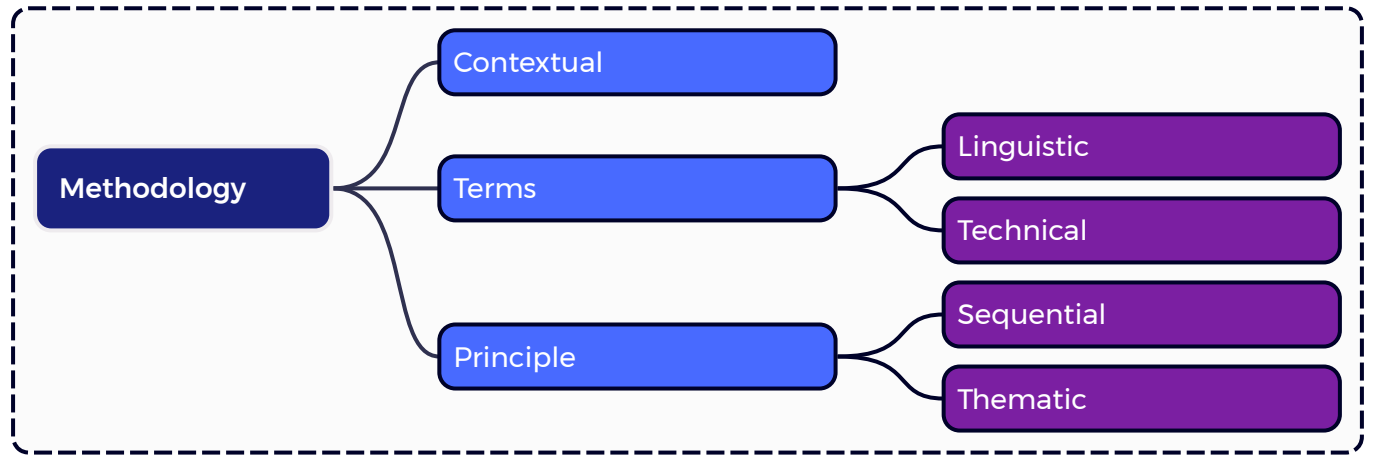 Methodology
Contextual
Terms
Linguistic
Technical
Principle
Sequential
Thematic